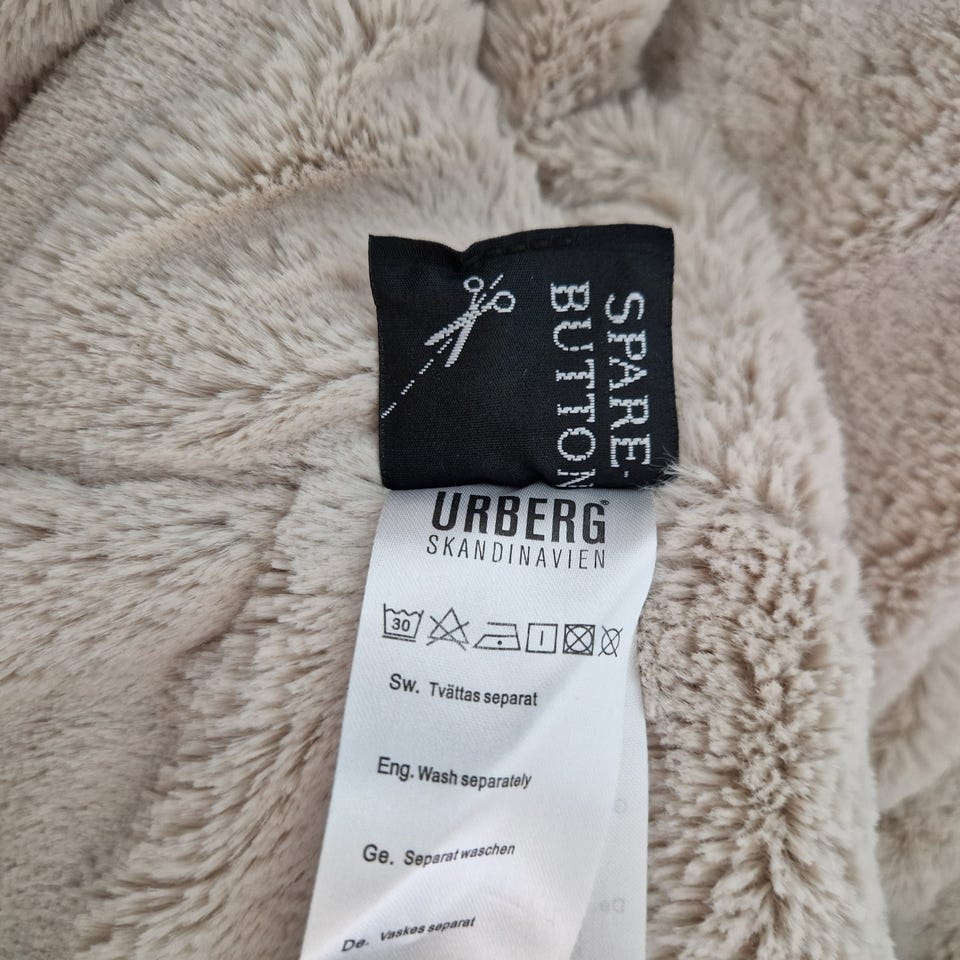 SPARE-
BUTTON
URBERG®
SKANDINAVIEN
30
Sw. Tvättas separat
Eng. Wash separately
Ge. Separat waschen
De. Vaskes separat